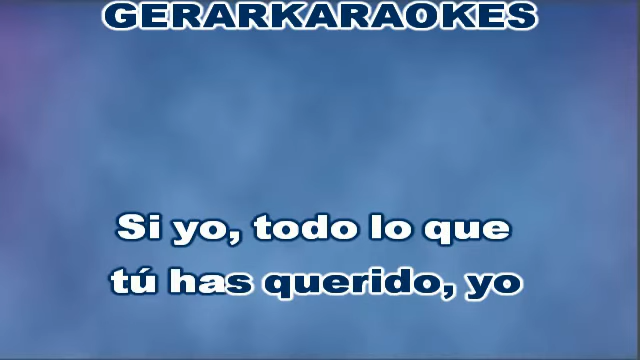 GERARKARAOKES
Si yo, todo lo que
tú has querido, yo